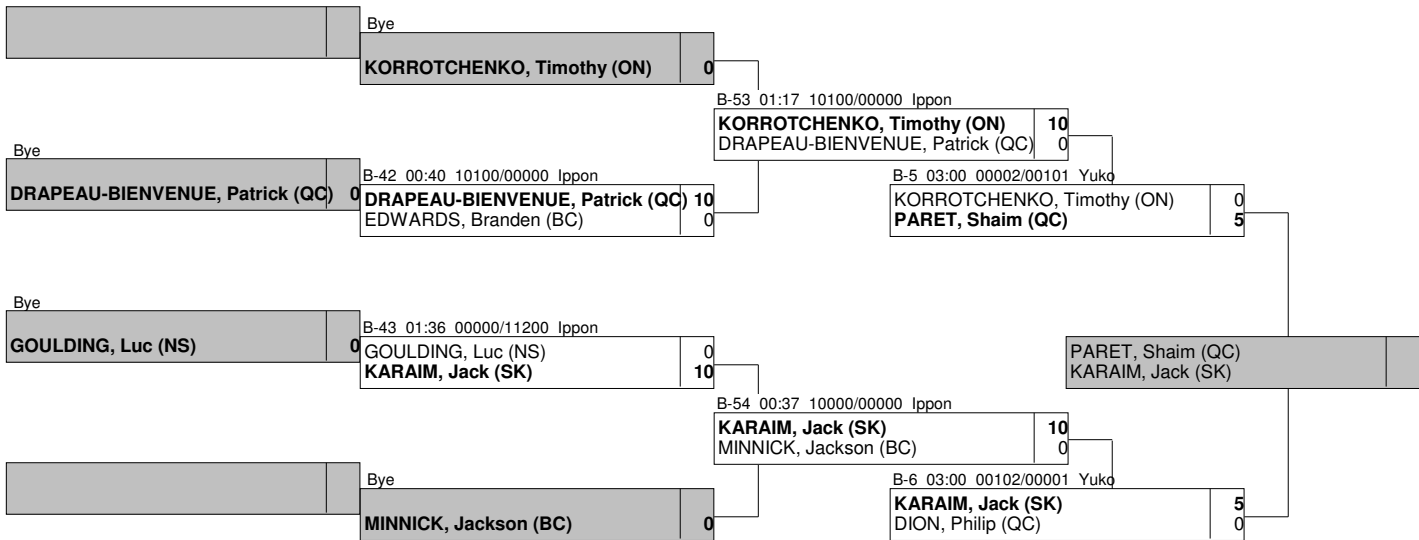 Bye
KORROTCHENKO, Timothy (ON) 0
Bye
DRAPEAU-BIENVENUE, Patrick (QC) 0
B-42 00:40 10100/00000 Ippon
DRAPEAU-BIENVENUE, Patrick (QC) 10
EDWARDS, Branden (BC) 0
B-53 01:17 10100/00000 Ippon
KORROTCHENKO, Timothy (ON) 10
DRAPEAU-BIENVENUE, Patrick (QC) 0
B-5 03:00 00002/00101 Yuko
KORROTCHENKO, Timothy (ON) 0
PARET, Shaim (QC) 5
Bye
GOULDING, Luc (NS) 0
B-43 01:36 00000/11200 Ippon
GOULDING, Luc (NS) 0
KARAIM, Jack (SK) 10
PARET, Shaim (QC)
KARAIM, Jack (SK)
B-54 00:37 10000/00000 Ippon
KARAIM, Jack (SK) 10
MINNICK, Jackson (BC) 0
Bye
MINNICK, Jackson (BC) 0
B-6 03:00 00102/00001 Yuko
KARAIM, Jack (SK) 5
DION, Philip (QC) 0